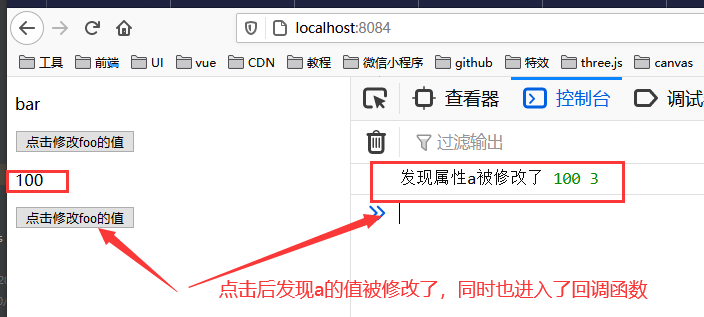 localhost:8084
工具 前端 UI vue CDN 教程 微信小程序 github 特效 three.js canvas
bar
点击修改foo的值
100
点击修改foo的值
查看器 控制台 调试
过滤输出
发现属性a被修改了 100 3
点击后发现a的值被修改了，同时也进入了回调函数